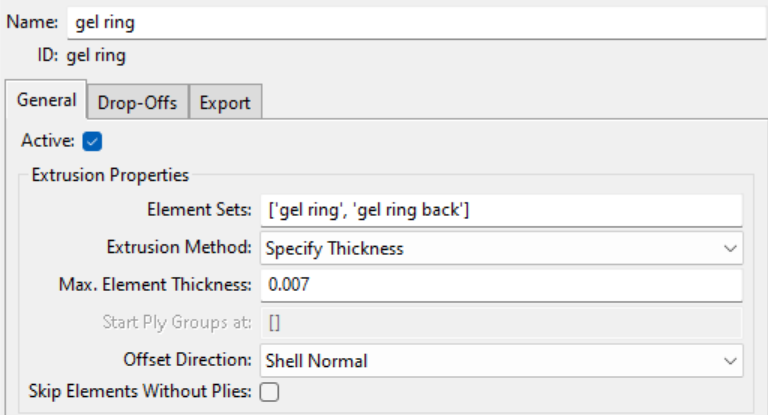 Name: gel ring
ID: gel ring
General Drop-Offs Export
Active:
Extrusion Properties
Element Sets: ['gel ring', 'gel ring back']
Extrusion Method: Specify Thickness
Max. Element Thickness: 0.007
Start Ply Groups at: []
Offset Direction: Shell Normal
Skip Elements Without Plies: